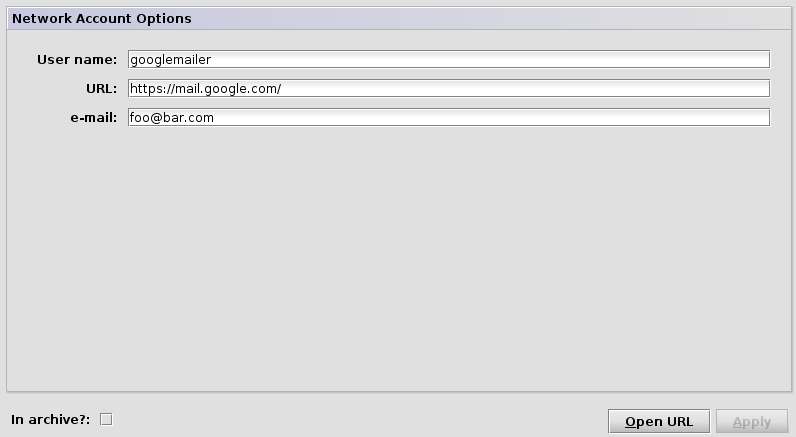 Network Account Options
User name: googlemailer
URL: https://mail.google.com/
e-mail: foo@bar.com
In archive?: Open URL Apply